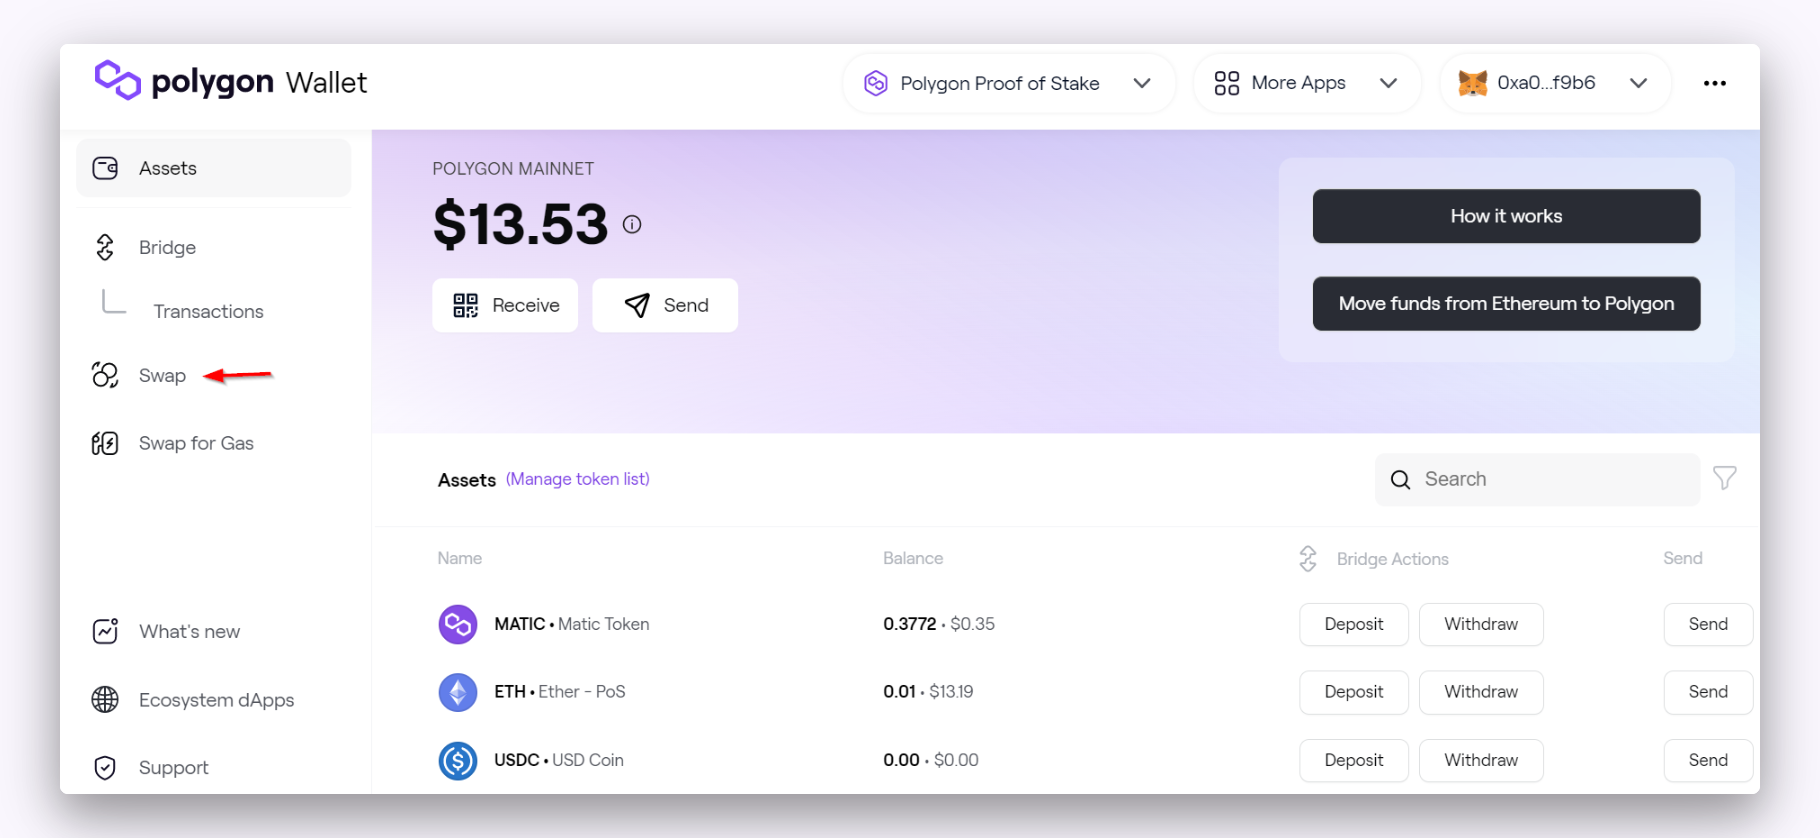 polygon Wallet
Polygon Proof of Stake
More Apps
0xa0...f9b6
Assets
Bridge
Transactions
Swap
Swap for Gas
What's new
Ecosystem dApps
Support
POLYGON MAINNET
$13.53
Receive
Send
How it works
Move funds from Ethereum to Polygon
Assets (Manage token list)
Search
Name Balance Bridge Actions Send
MATIC • Matic Token 0.3772 • $0.35 Deposit Withdraw Send
ETH • Ether - PoS 0.01 • $13.19 Deposit Withdraw Send
USDC • USD Coin 0.00 • $0.00 Deposit Withdraw Send